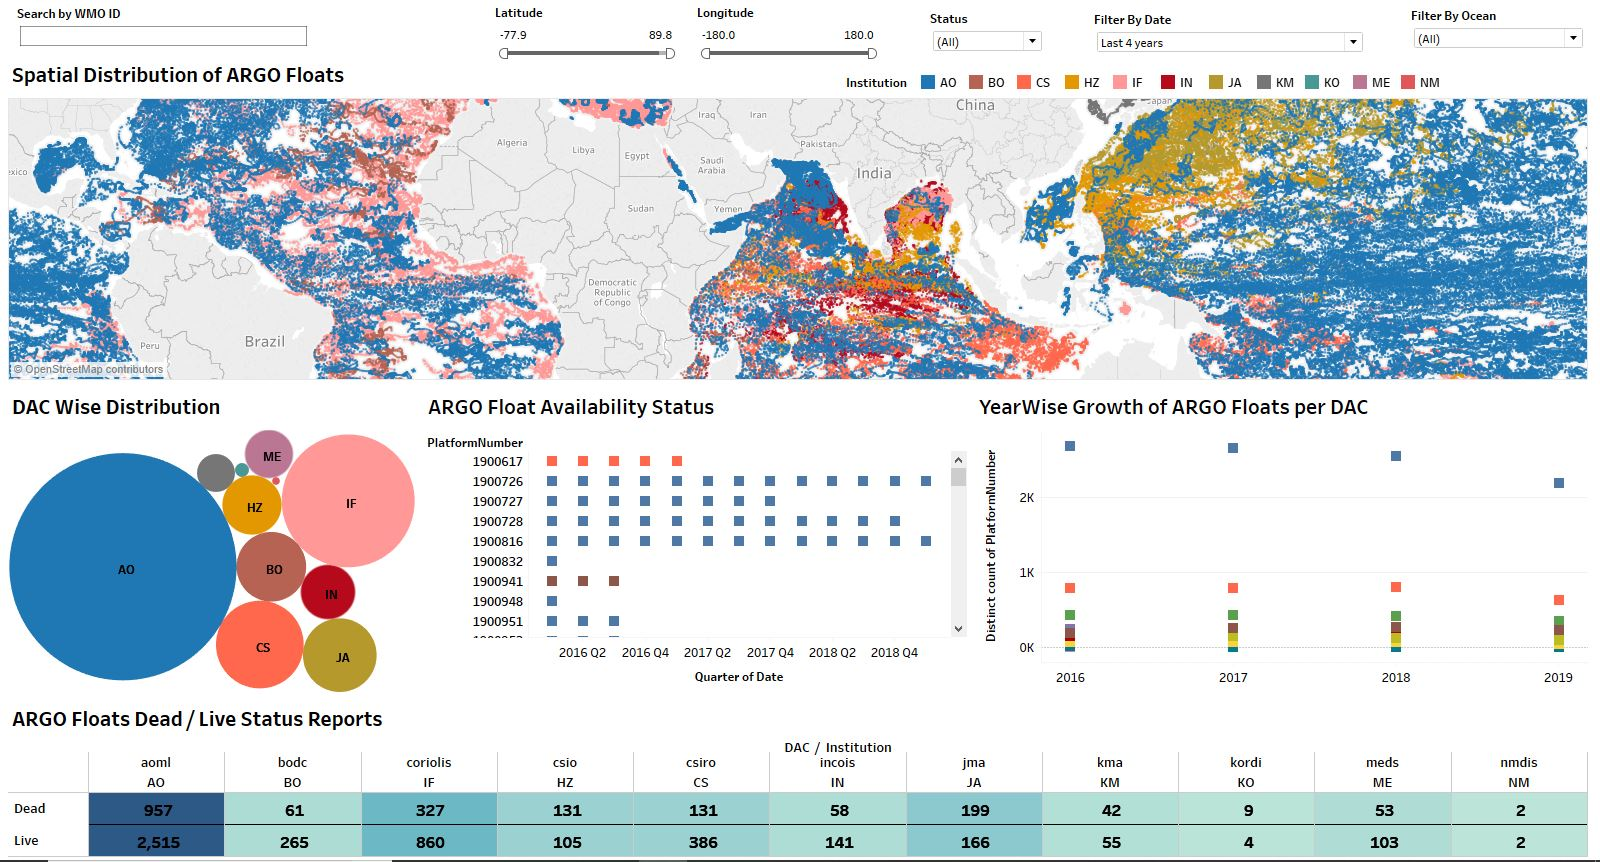 Search by WMO ID
Latitude
-77.9 89.8
Longitude
-180.0 180.0
Status
(All)
Filter By Date
Last 4 years
Filter By Ocean
(All)
Spatial Distribution of ARGO Floats
Institution AO BO CS HZ IF IN JA KM KO ME NM
China
Japan
Iraq Iran
Algeria
Libya
Egypt
Pakistan
Saudi
Arabia
India
exico
Sudan
Yemen
Democratic
Republic
of Congo
Brazil
Peru
© OpenStreetMap contributors
DAC Wise Distribution
ME
IF
HZ
AO
BO
IN
CS
JA
ARGO Float Availability Status
PlatformNumber
1900617
1900726
1900727
1900728
1900816
1900832
1900941
1900948
1900951
2016 Q2 2016 Q4 2017 Q2 2017 Q4 2018 Q2 2018 Q4
Quarter of Date
YearWise Growth of ARGO Floats per DAC
Distinct count of PlatformNumber
2K
1K
0K
2016 2017 2018 2019
ARGO Floats Dead / Live Status Reports
DAC / Institution
aoml bodc coriolis csio csiro incois jma kma kordi meds nmdis
AO BO IF HZ CS IN JA KM KO ME NM
Dead 957 61 327 131 131 58 199 42 9 53 2
Live 2,515 265 860 105 386 141 166 55 4 103 2